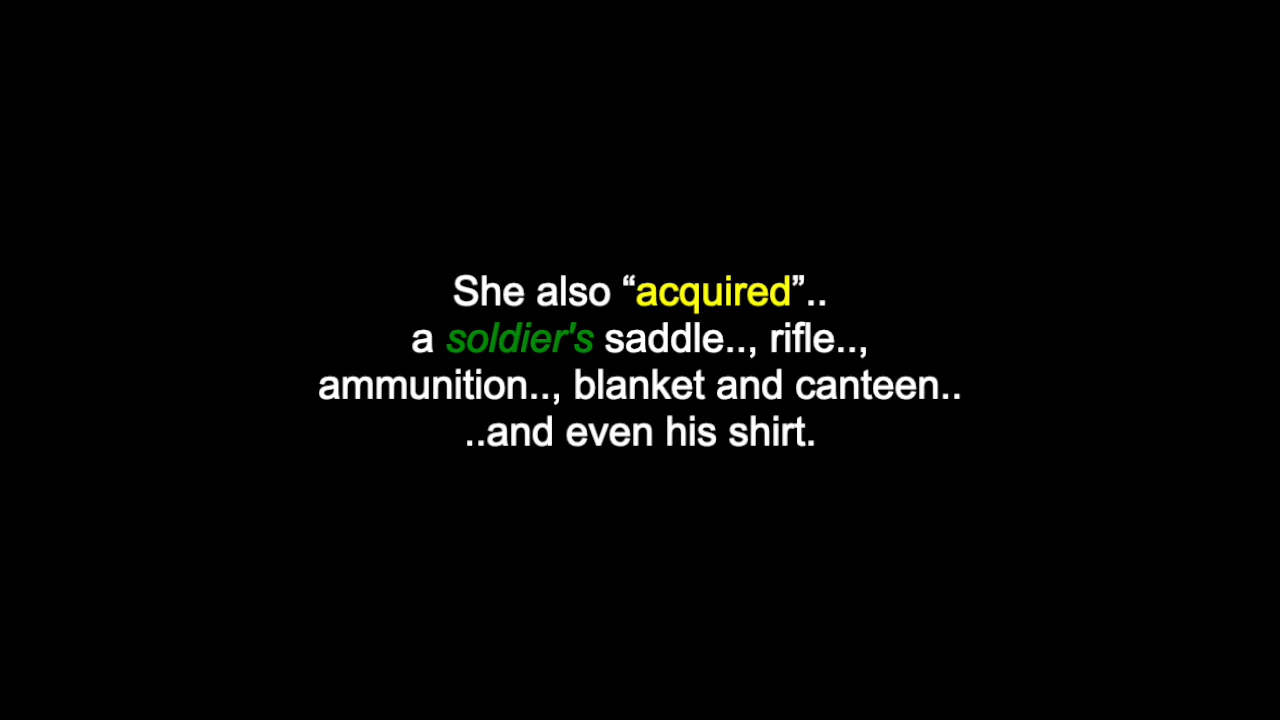 She also “acquired”..
a soldier's saddle.., rifle..,
ammunition.., blanket and canteen..
..and even his shirt.